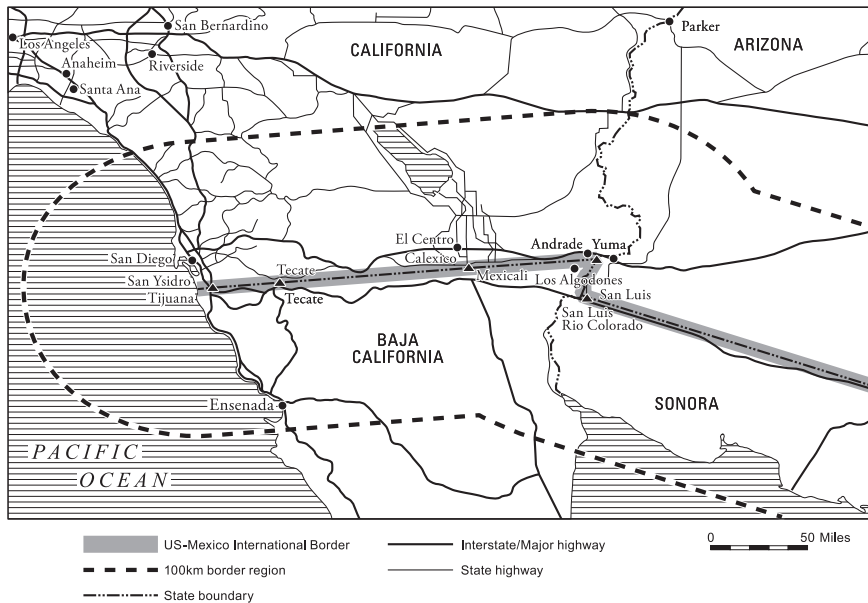 San Bernardino
Los Angeles
CALIFORNIA
Parker
ARIZONA
Anaheim
Riverside
Santa Ana
El Centro
Andrade
Yuma
San Diego
Calexico
San Ysidro
Tecate
Mexicali
Los Algodones
Tijuana
Tecate
San Luis
San Luis
Rio Colorado
BAJA
CALIFORNIA
Ensenada
SONORA
PACIFIC
OCEAN
0 50 Miles
US-Mexico International Border
Interstate/Major highway
100km border region
State highway
State boundary